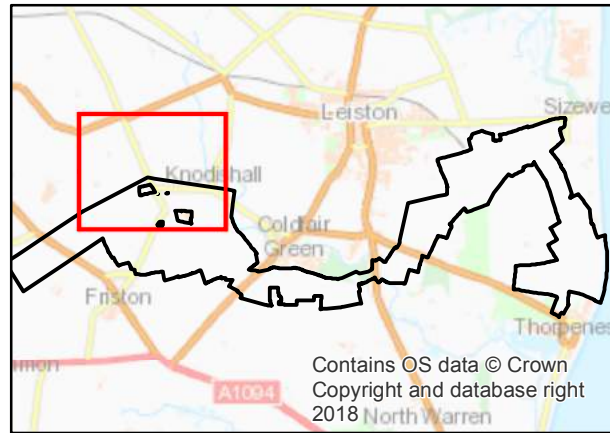 Leiston
Sizewe
Knodishall
Coldfair
Green
Friston
Thorpenes
mon
A1094
Contains OS data © Crown
Copyright and database right
2018
North Warren